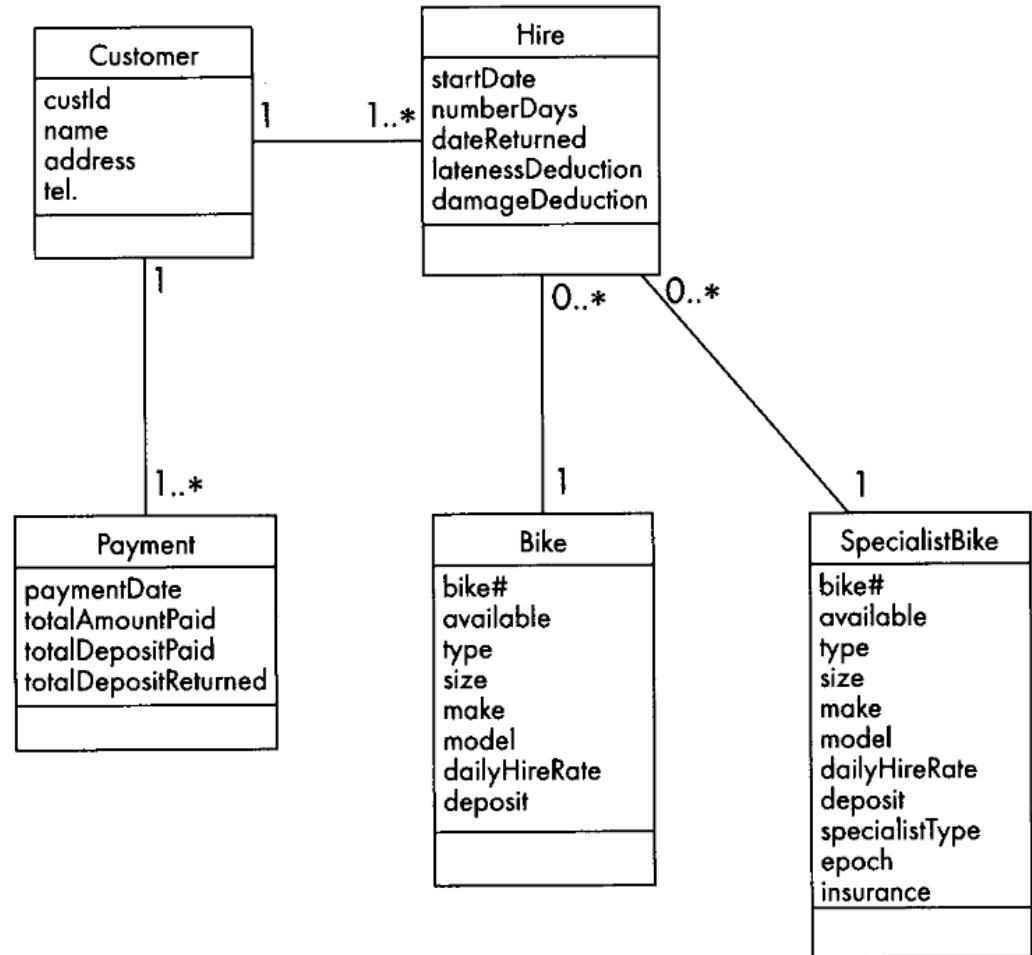 Customer
custId
name
address
tel.
1
1..*
Hire
startDate
numberDays
dateReturned
latenessDeduction
damageDeduction
1
0..*
0..*
1..*
1
1
Payment
paymentDate
totalAmountPaid
totalDepositPaid
totalDepositReturned
Bike
bike#
available
type
size
make
model
dailyHireRate
deposit
SpecialistBike
bike#
available
type
size
make
model
dailyHireRate
deposit
specialistType
epoch
insurance